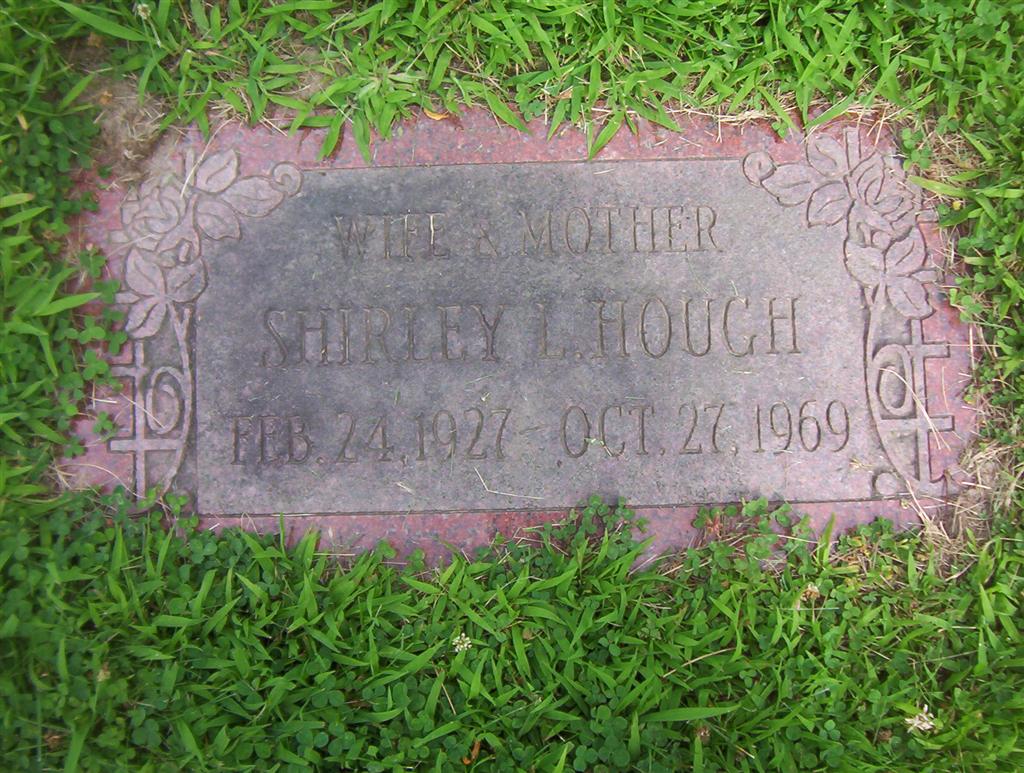 WIFE & MOTHER
SHIRLEY L. HOUGH
FEB. 24, 1927 - OCT. 27, 1969